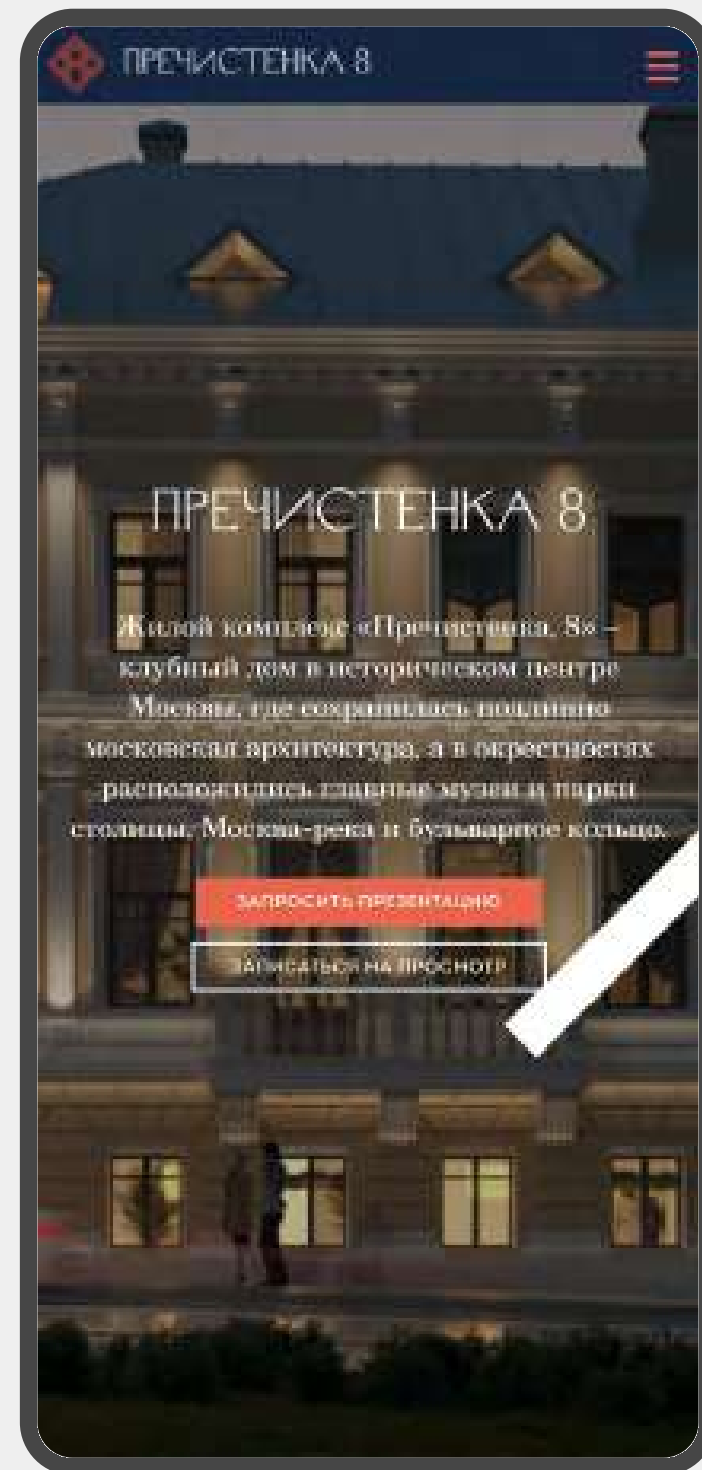 ПРЕЧИСТЕНКА 8
ПРЕЧИСТЕНКА 8
Жилой комплекс «Пречистенка, 8» –
клубный дом в историческом центре
Москвы, где сохранилась подлинно
московская архитектура, а в окрестностях
расположились главные музеи и парки
столицы, Москва-река и бульварное кольцо.
ЗАПРОСИТЬ ПРЕЗЕНТАЦИЮ
ЗАПИСАТЬСЯ НА ПРОСМОТР